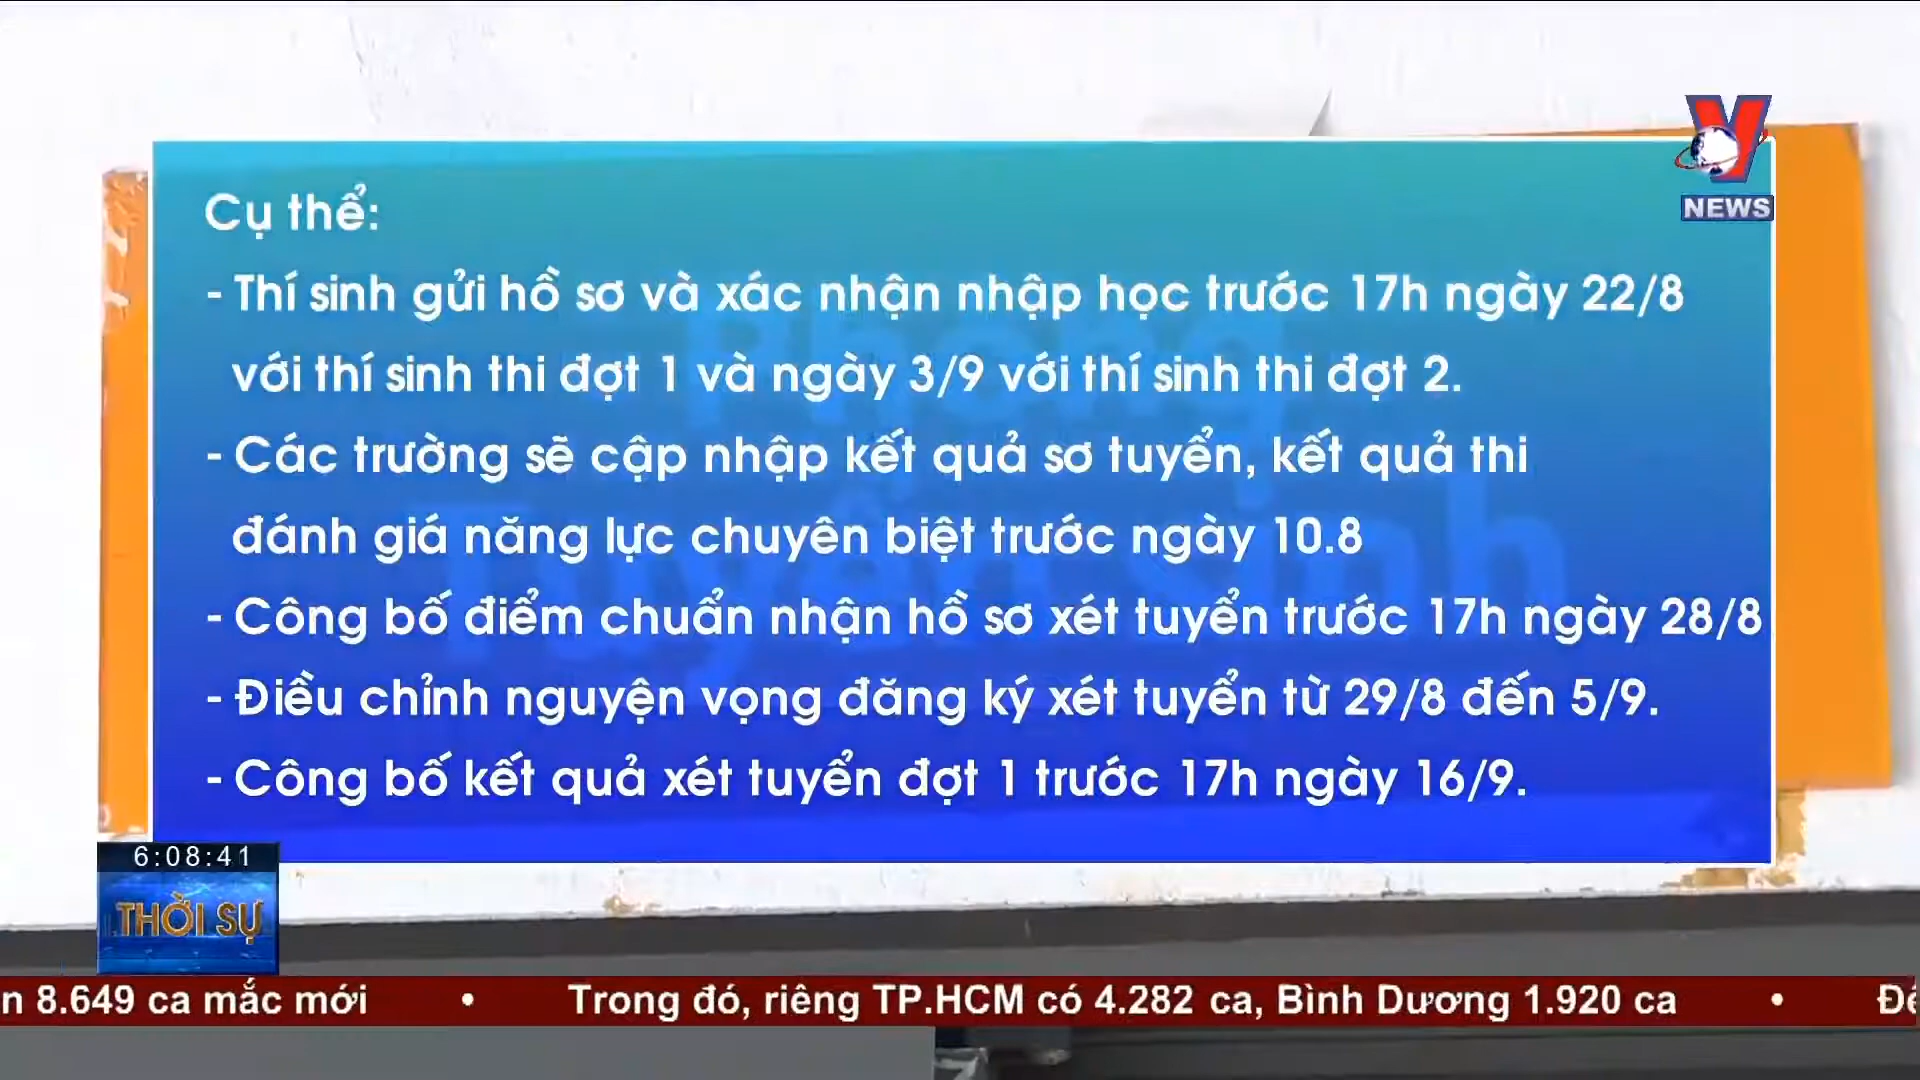 NEWS
Cụ thể:
- Thí sinh gửi hồ sơ và xác nhận nhập học trước 17h ngày 22/8
với thí sinh thi đợt 1 và ngày 3/9 với thí sinh thi đợt 2.
- Các trường sẽ cập nhập kết quả sơ tuyển, kết quả thi
đánh giá năng lực chuyên biệt trước ngày 10.8
- Công bố điểm chuẩn nhận hồ sơ xét tuyển trước 17h ngày 28/8
- Điều chỉnh nguyện vọng đăng ký xét tuyển từ 29/8 đến 5/9.
- Công bố kết quả xét tuyển đợt 1 trước 17h ngày 16/9.
Phòng
Tuyển sinh
6:08:41
THỜI SỰ
n 8.649 ca mắc mới • Trong đó, riêng TP.HCM có 4.282 ca, Bình Dương 1.920 ca •